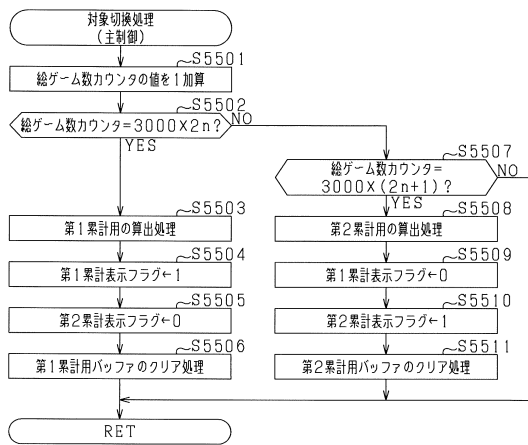 対象切換処理
(主制御)
S5501
絵ゲーム数カウンタの値を1加算
S5502
絵ゲーム数カウンタ=3000×2n?
NO
YES
S5507
絵ゲーム数カウンタ=
3000×(2n+1)?
NO
YES
S5503
第1累計用の算出処理
S5508
第2累計用の算出処理
S5504
第1累計表示フラグ←1
S5509
第1累計表示フラグ←0
S5505
第2累計表示フラグ←0
S5510
第2累計表示フラグ←1
S5506
第1累計用バッファのクリア処理
S5511
第2累計用バッファのクリア処理
RET